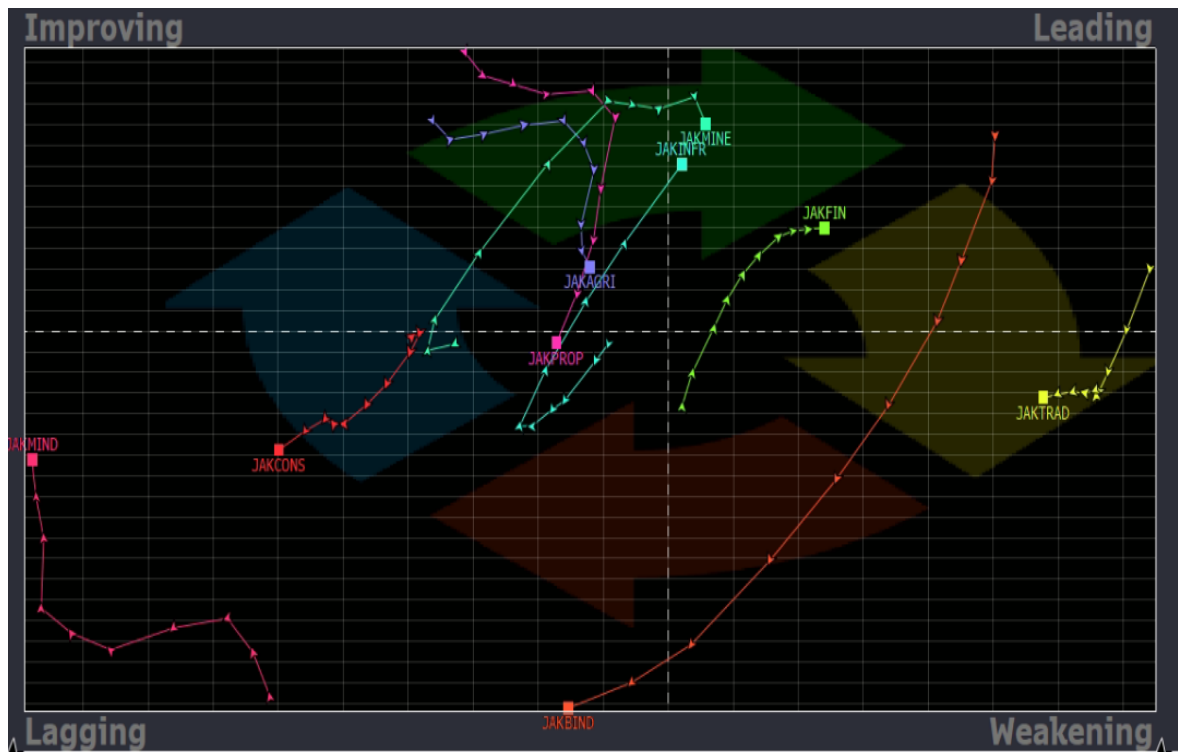 Improving
Leading
JAKMINE
JAKINFR
JAKFIN
JAKAGRI
JAKPROP
JAKTRAD
JAKMIND
JAKCONS
JAKBIND
Lagging
Weakening